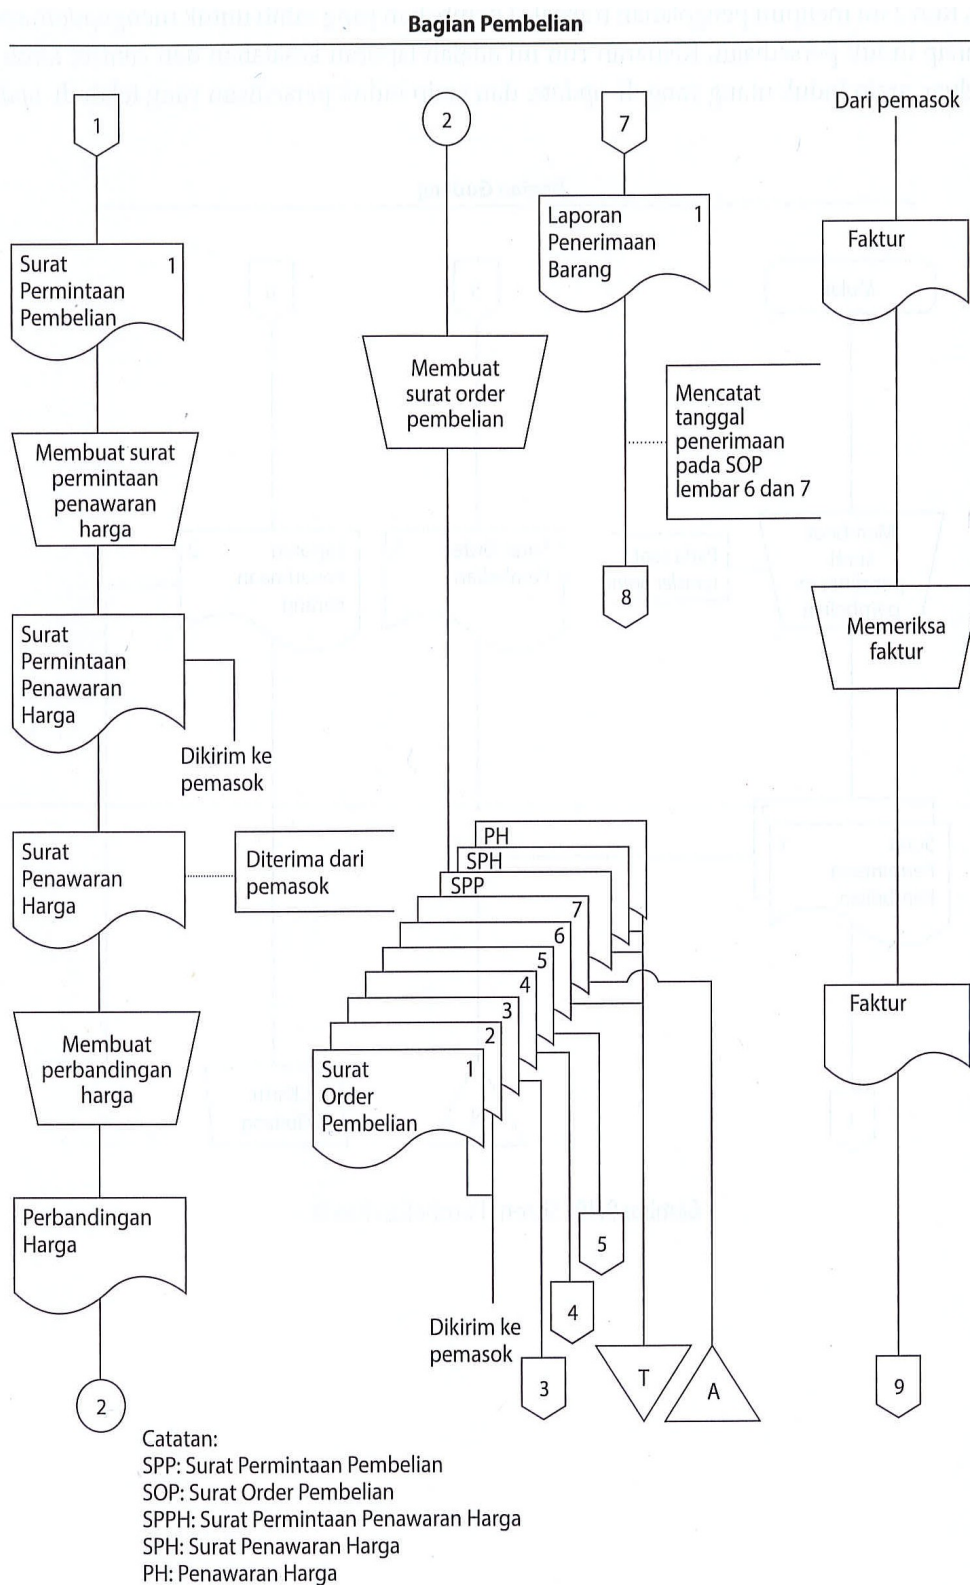 Bagian Pembelian
1
Surat 1
Permintaan
Pembelian
Membuat surat
permintaan
penawaran
harga
Surat
Permintaan
Penawaran
Harga
Dikirim ke
pemasok
Surat
Penawaran
Harga
Diterima dari
pemasok
Membuat
perbandingan
harga
Perbandingan
Harga
2
2
Membuat
surat order
pembelian
PH
SPH
SPP
7
6
5
4
3
2
Surat 1
Order
Pembelian
Dikirim ke
pemasok
3
4
5
T
A
7
Laporan 1
Penerimaan
Barang
Mencatat
tanggal
penerimaan
pada SOP
lembar 6 dan 7
8
Dari pemasok
Faktur
Memeriksa
faktur
Faktur
9
Catatan:
SPP: Surat Permintaan Pembelian
SOP: Surat Order Pembelian
SPPH: Surat Permintaan Penawaran Harga
SPH: Surat Penawaran Harga
PH: Penawaran Harga